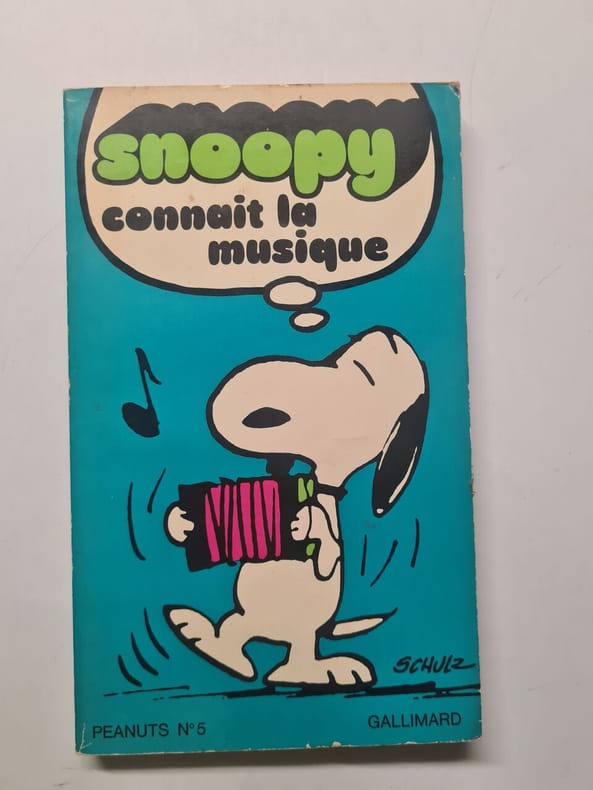 snoopy
connait la
musique
SCHULZ
PEANUTS N°5
GALLIMARD